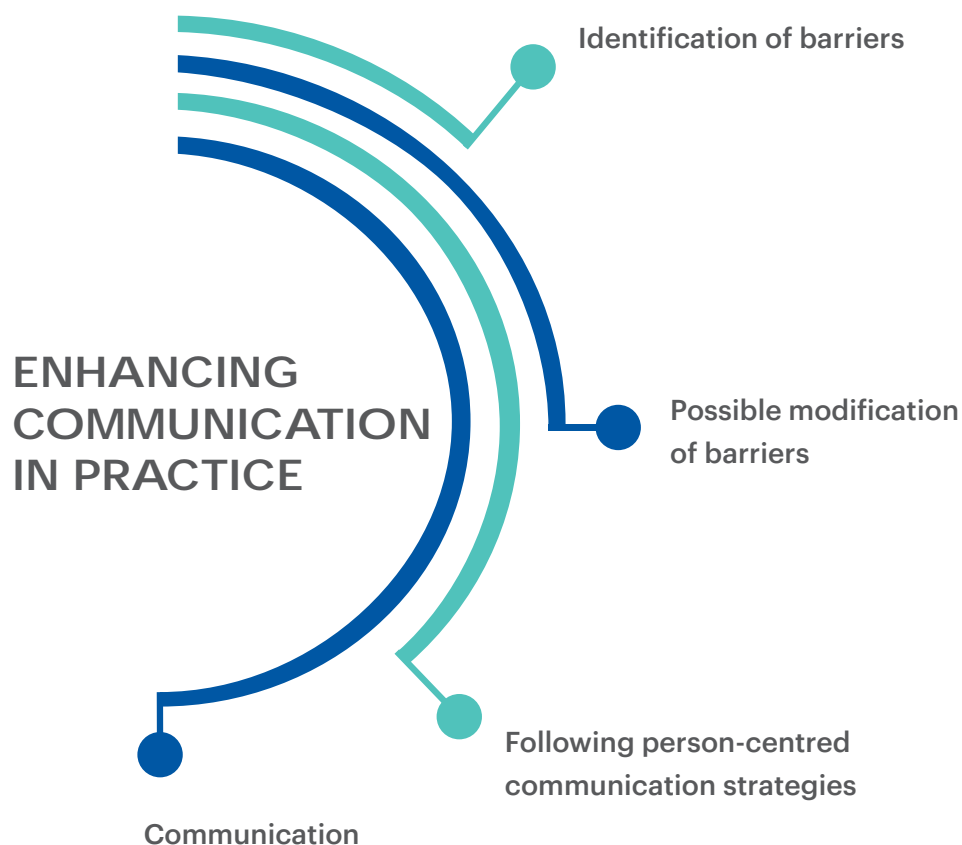 Identification of barriers
ENHANCING
COMMUNICATION
IN PRACTICE
Possible modification
of barriers
Following person-centred
communication strategies
Communication